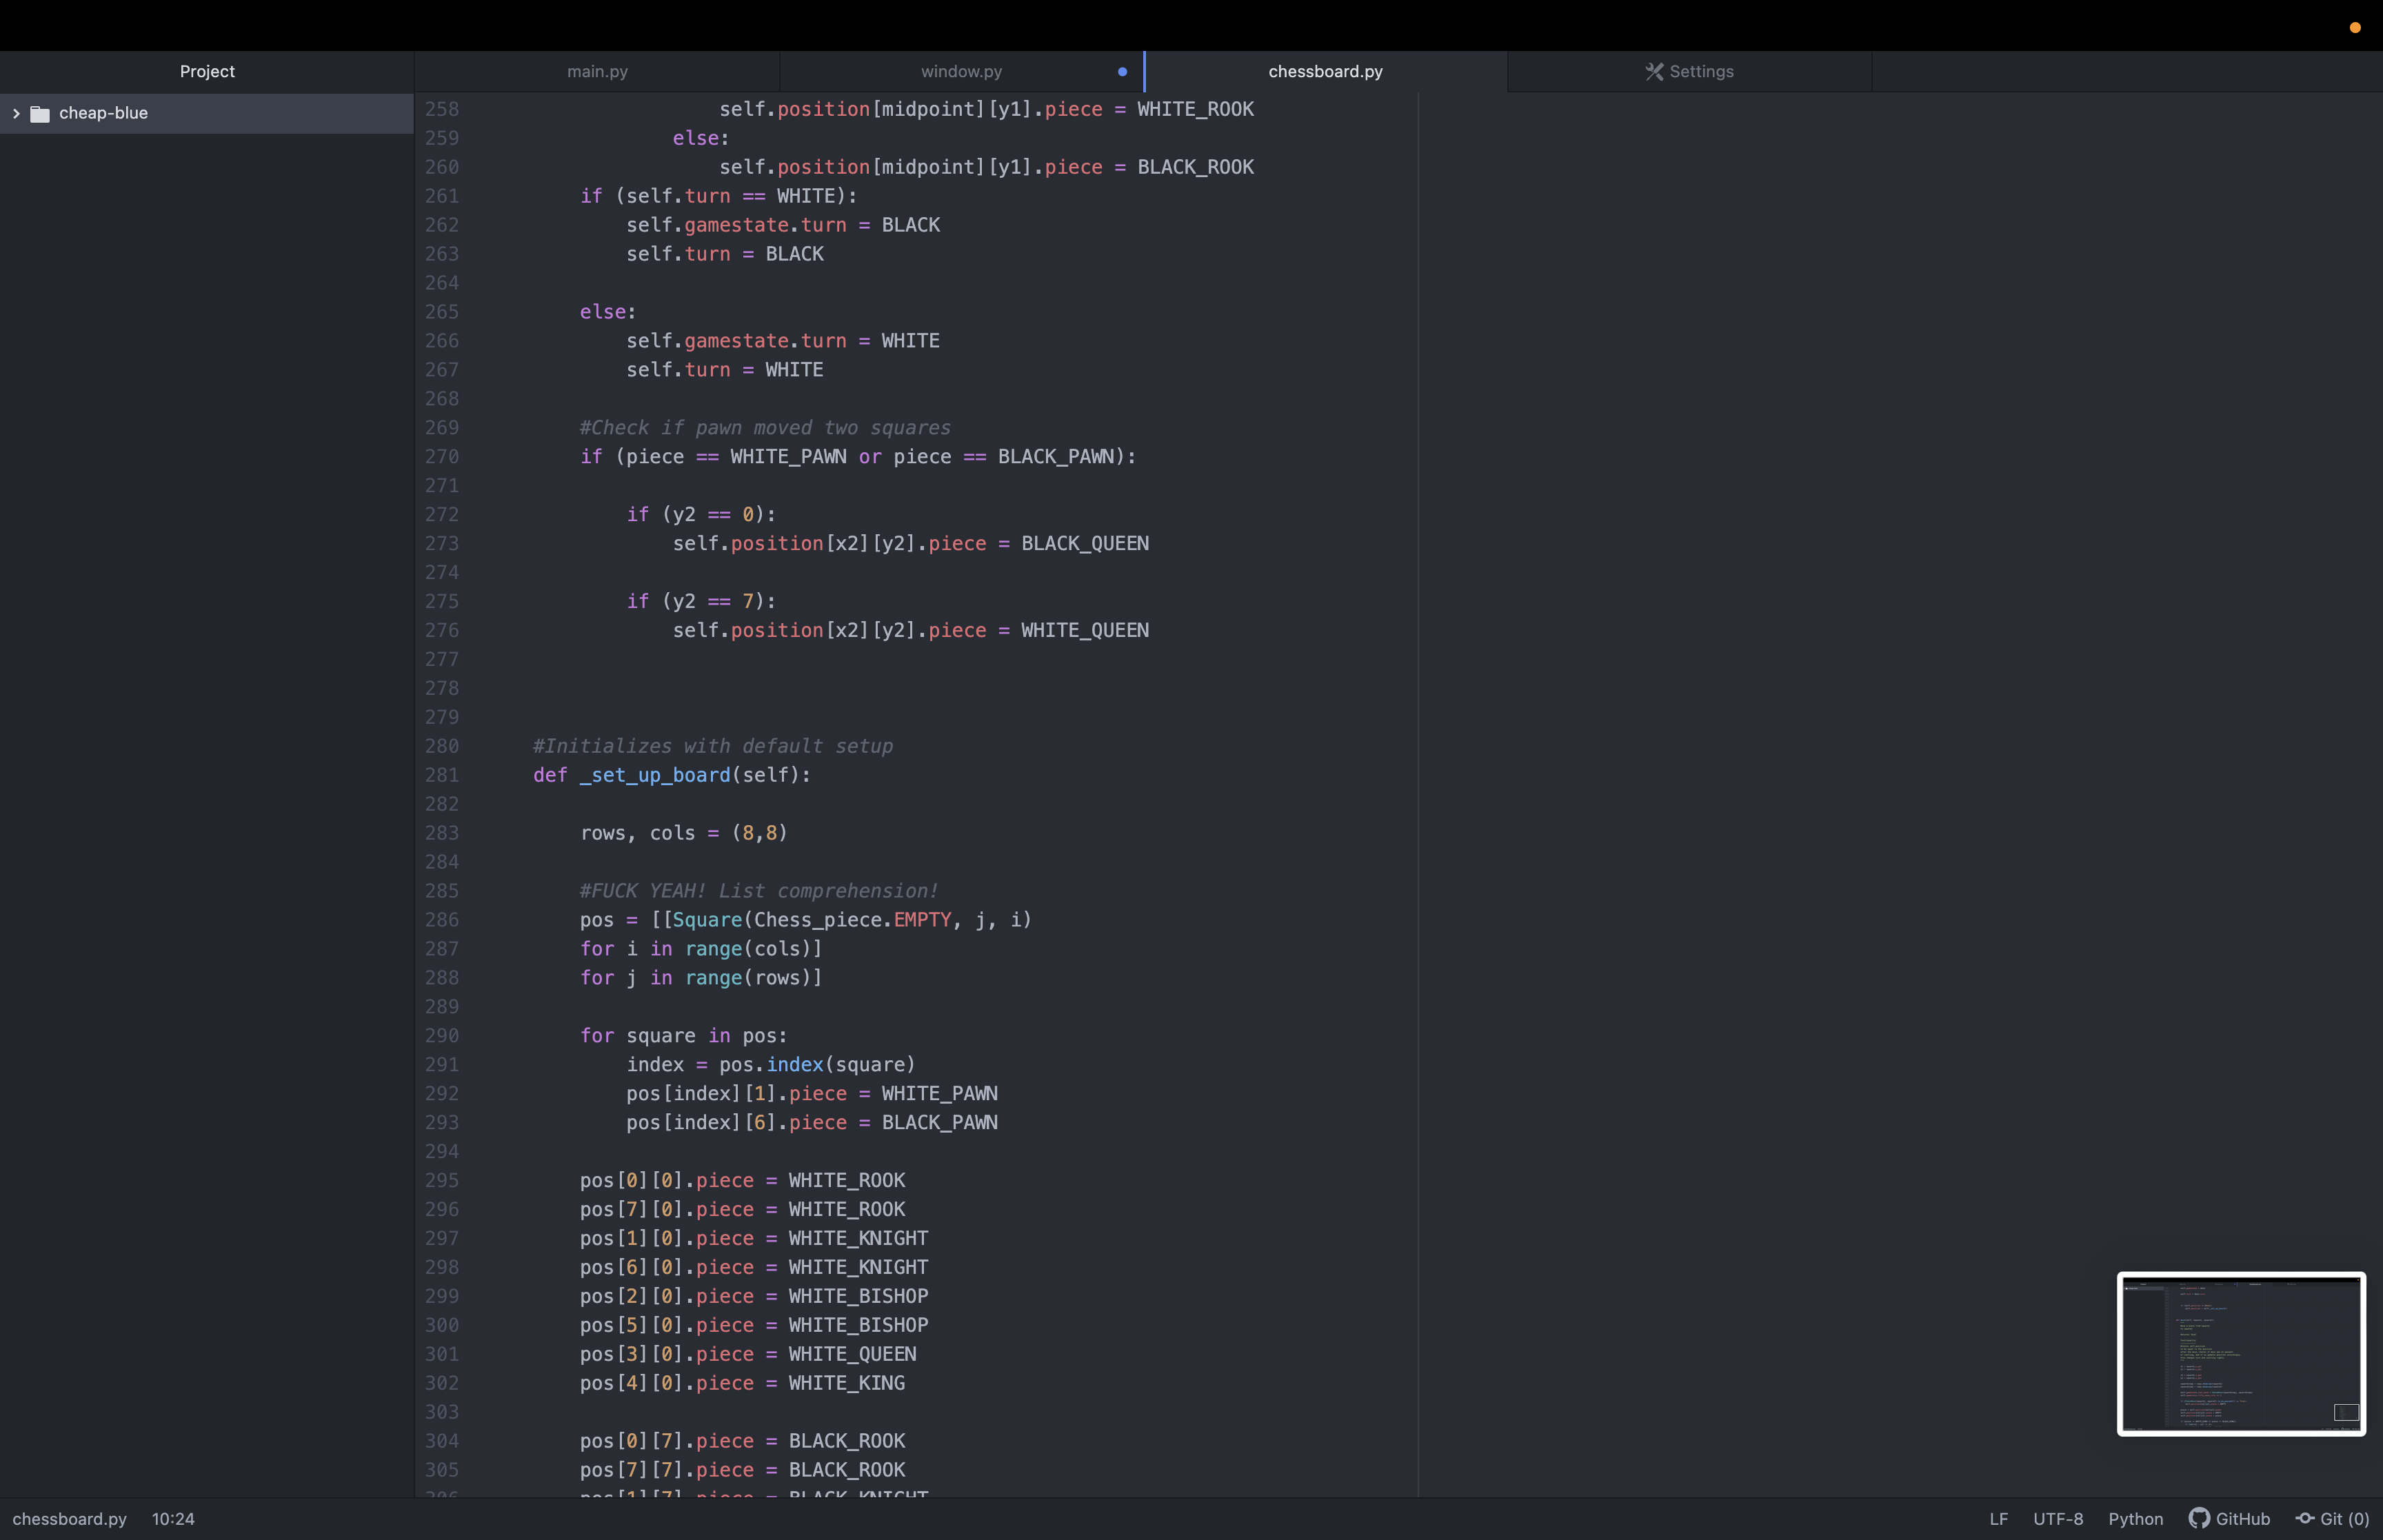 Project
main.py
window.py
chessboard.py
Settings
cheap-blue
258 self.position[midpoint][y1].piece = WHITE_ROOK
259 else:
260 self.position[midpoint][y1].piece = BLACK_ROOK
261 if (self.turn == WHITE):
262 self.gamestate.turn = BLACK
263 self.turn = BLACK
264
265 else:
266 self.gamestate.turn = WHITE
267 self.turn = WHITE
268
269 #Check if pawn moved two squares
270 if (piece == WHITE_PAWN or piece == BLACK_PAWN):
271
272 if (y2 == 0):
273 self.position[x2][y2].piece = BLACK_QUEEN
274
275 if (y2 == 7):
276 self.position[x2][y2].piece = WHITE_QUEEN
277
278
279
280 #Initializes with default setup
281 def _set_up_board(self):
282
283 rows, cols = (8,8)
284
285 #FUCK YEAH! List comprehension!
286 pos = [[Square(Chess_piece.EMPTY, j, i)
287 for i in range(cols)]
288 for j in range(rows)]
289
290 for square in pos:
291 index = pos.index(square)
292 pos[index][1].piece = WHITE_PAWN
293 pos[index][6].piece = BLACK_PAWN
294
295 pos[0][0].piece = WHITE_ROOK
296 pos[7][0].piece = WHITE_ROOK
297 pos[1][0].piece = WHITE_KNIGHT
298 pos[6][0].piece = WHITE_KNIGHT
299 pos[2][0].piece = WHITE_BISHOP
300 pos[5][0].piece = WHITE_BISHOP
301 pos[3][0].piece = WHITE_QUEEN
302 pos[4][0].piece = WHITE_KING
303
304 pos[0][7].piece = BLACK_ROOK
305 pos[7][7].piece = BLACK_ROOK
306 pos[1][7].piece = BLACK_KNIGHT
chessboard.py 10:24 LF UTF-8 Python GitHub Git (0)